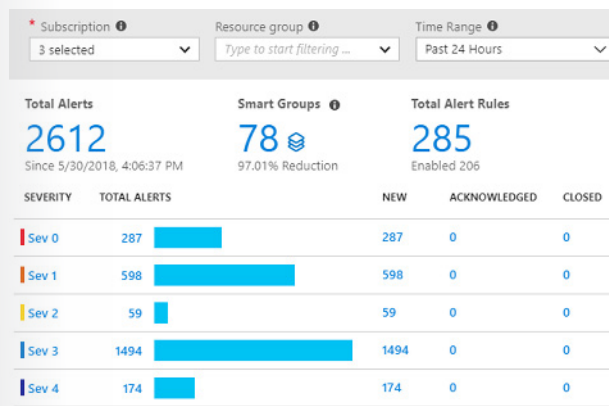 * Subscription Resource group Time Range
3 selected Type to start filtering ... Past 24 Hours
Total Alerts Smart Groups Total Alert Rules
2612 78 285
Since 5/30/2018, 4:06:37 PM 97.01% Reduction Enabled 206
SEVERITY TOTAL ALERTS NEW ACKNOWLEDGED CLOSED
Sev 0 287 287 0 0
Sev 1 598 598 0 0
Sev 2 59 59 0 0
Sev 3 1494 1494 0 0
Sev 4 174 174 0 0